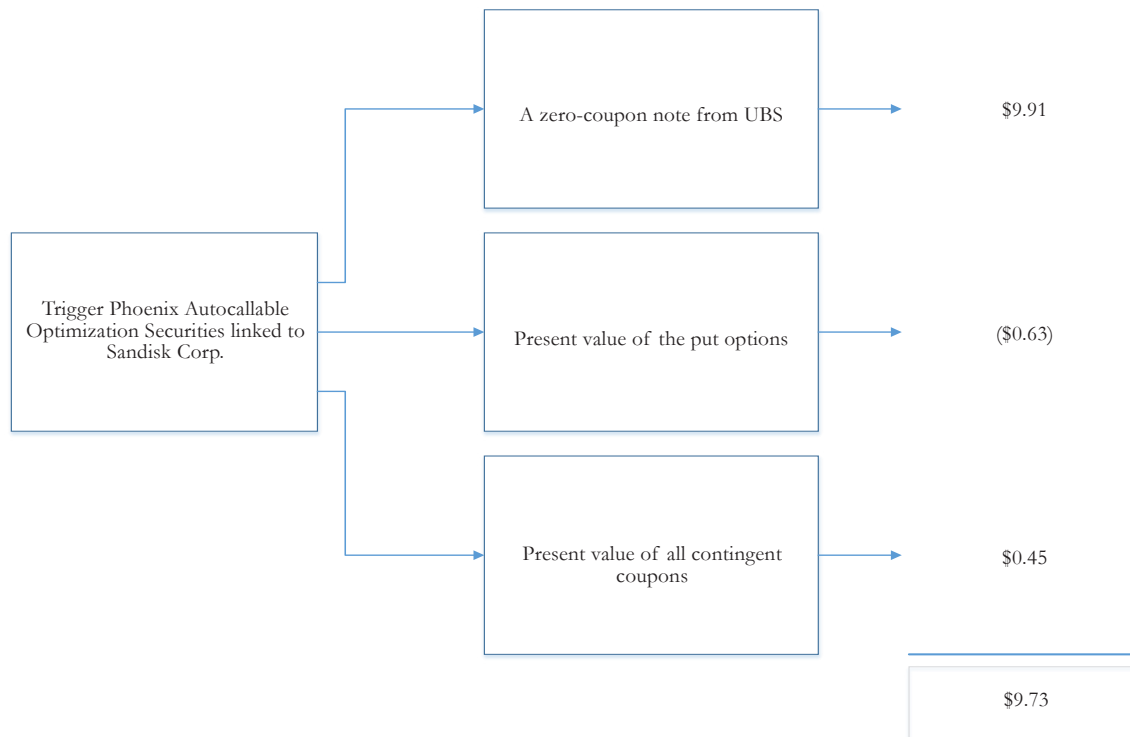 A zero-coupon note from UBS
$9.91
Trigger Phoenix Autocallable
Optimization Securities linked to
Sandisk Corp.
Present value of the put options
($0.63)
Present value of all contingent
coupons
$0.45
$9.73